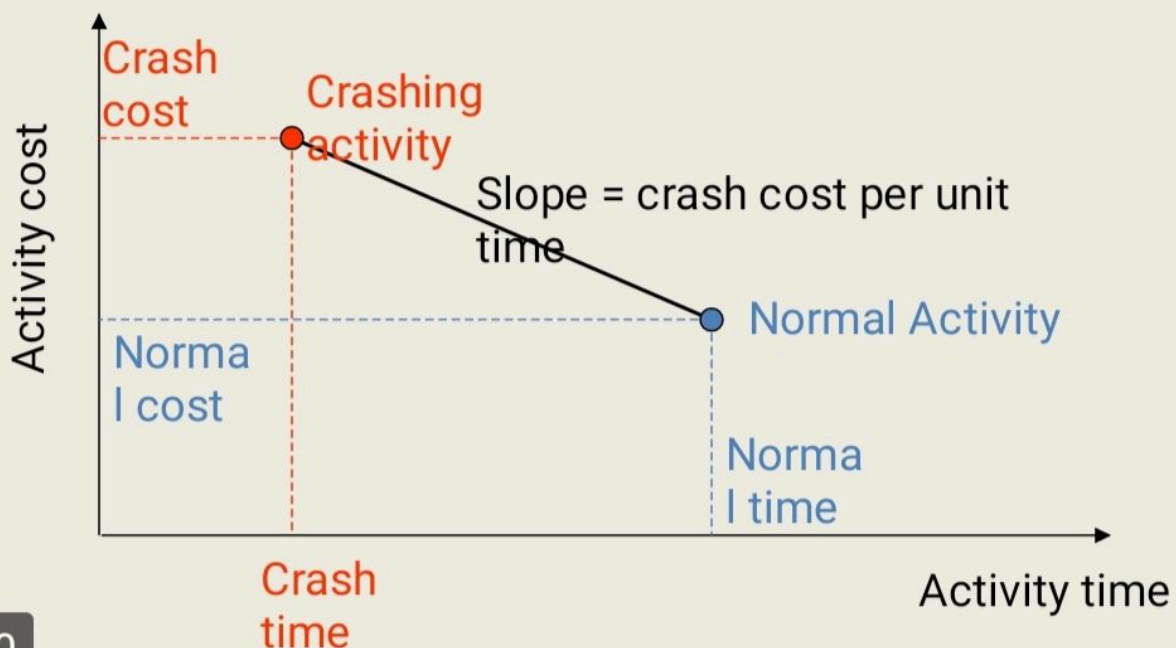 Crash
cost
Crashing
activity
Slope = crash cost per unit
time
Activity cost
Normal Activity
Norma
l cost
Norma
l time
Crash
time
Activity time